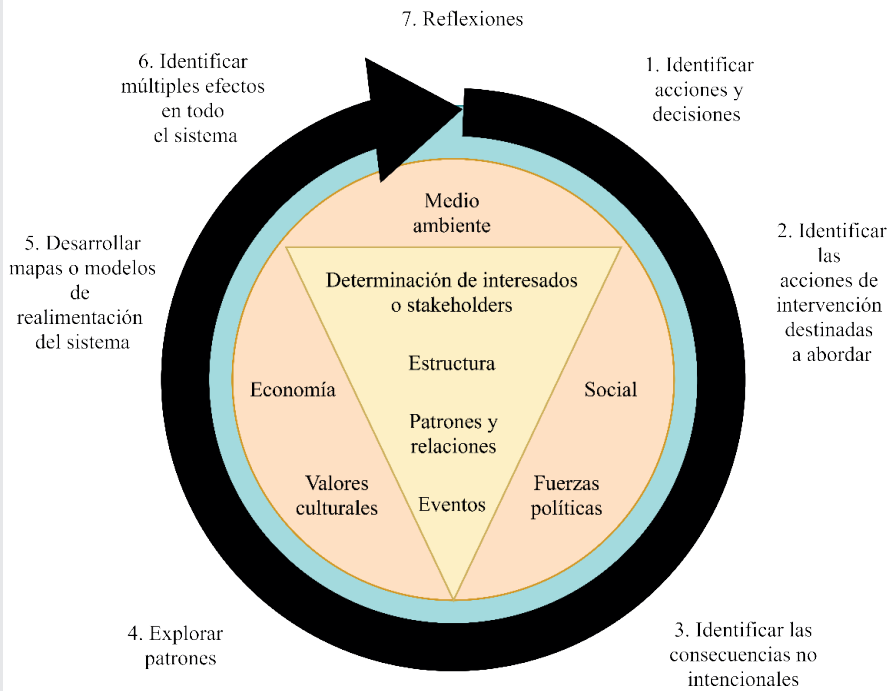 7. Reflexiones
1. Identificar
acciones y
decisiones
2. Identificar
las
acciones de
intervención
destinadas
a abordar
3. Identificar las
consecuencias no
intencionales
4. Explorar
patrones
5. Desarrollar
mapas o modelos
de
realimentación
del sistema
6. Identificar
múltiples efectos
en todo
el sistema
Medio
ambiente
Determinación de interesados
o stakeholders
Estructura
Patrones y
relaciones
Eventos
Economía
Valores
culturales
Social
Fuerzas
políticas